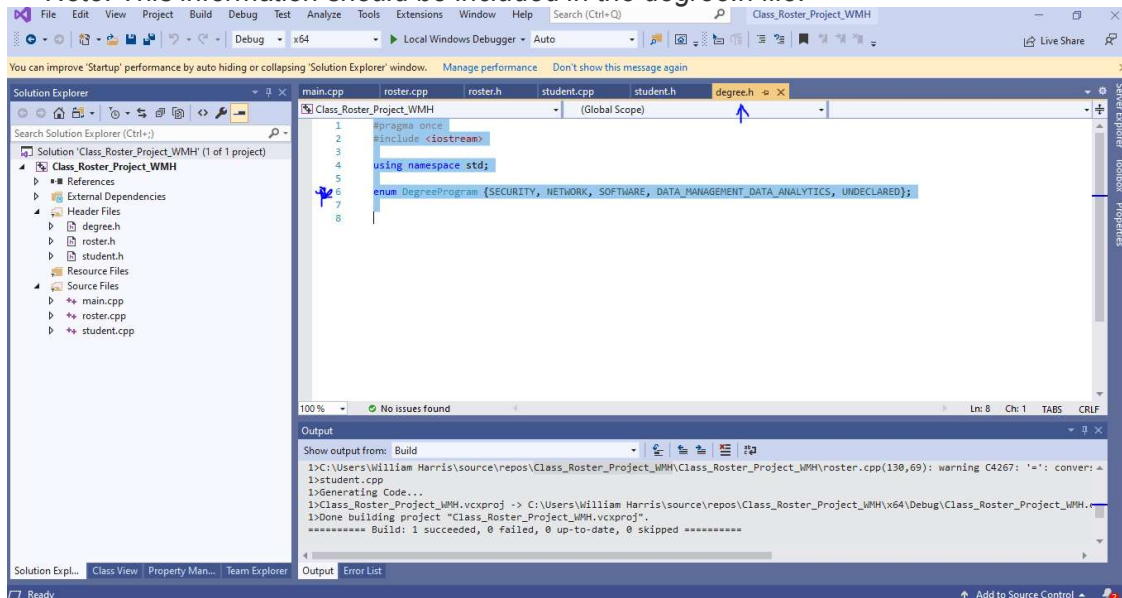 Note: This information should be included in the degree.h file.
File Edit View Project Build Debug Test Analyze Tools Extensions Window Help Search (Ctrl+Q) Class_Roster_Project_WMH
Debug x64 Local Windows Debugger Auto Live Share
You can improve 'Startup' performance by auto hiding or collapsing 'Solution Explorer' window. Manage performance Don't show this message again
Solution Explorer
Search Solution Explorer (Ctrl+;)
Solution 'Class_Roster_Project_WMH' (1 of 1 project)
Class_Roster_Project_WMH
References
External Dependencies
Header Files
degree.h
roster.h
student.h
Resource Files
Source Files
main.cpp
roster.cpp
student.cpp
Solution Expl... Class View Property Man... Team Explorer
main.cpp roster.cpp roster.h student.cpp student.h degree.h
Class_Roster_Project_WMH (Global Scope)
1 #pragma once
2 #include <iostream>
3
4 using namespace std;
5
6 enum DegreeProgram {SECURITY, NETWORK, SOFTWARE, DATA_MANAGEMENT_DATA_ANALYTICS, UNDECLARED};
7
8
100 % No issues found Ln: 8 Ch: 1 TABS CRLF
Output
Show output from: Build
1>C:\Users\William Harris\source\repos\Class_Roster_Project_WMH\Class_Roster_Project_WMH\roster.cpp(130,69): warning C4267: '=': convers
1>student.cpp
1>Generating Code...
1>Class_Roster_Project_WMH.vcxproj -> C:\Users\William Harris\source\repos\Class_Roster_Project_WMH\x64\Debug\Class_Roster_Project_WMH.e
1>Done building project "Class_Roster_Project_WMH.vcxproj".
========== Build: 1 succeeded, 0 failed, 0 up-to-date, 0 skipped ==========
Output Error List
Server Explorer Toolbox Properties
Ready Add to Source Control 2